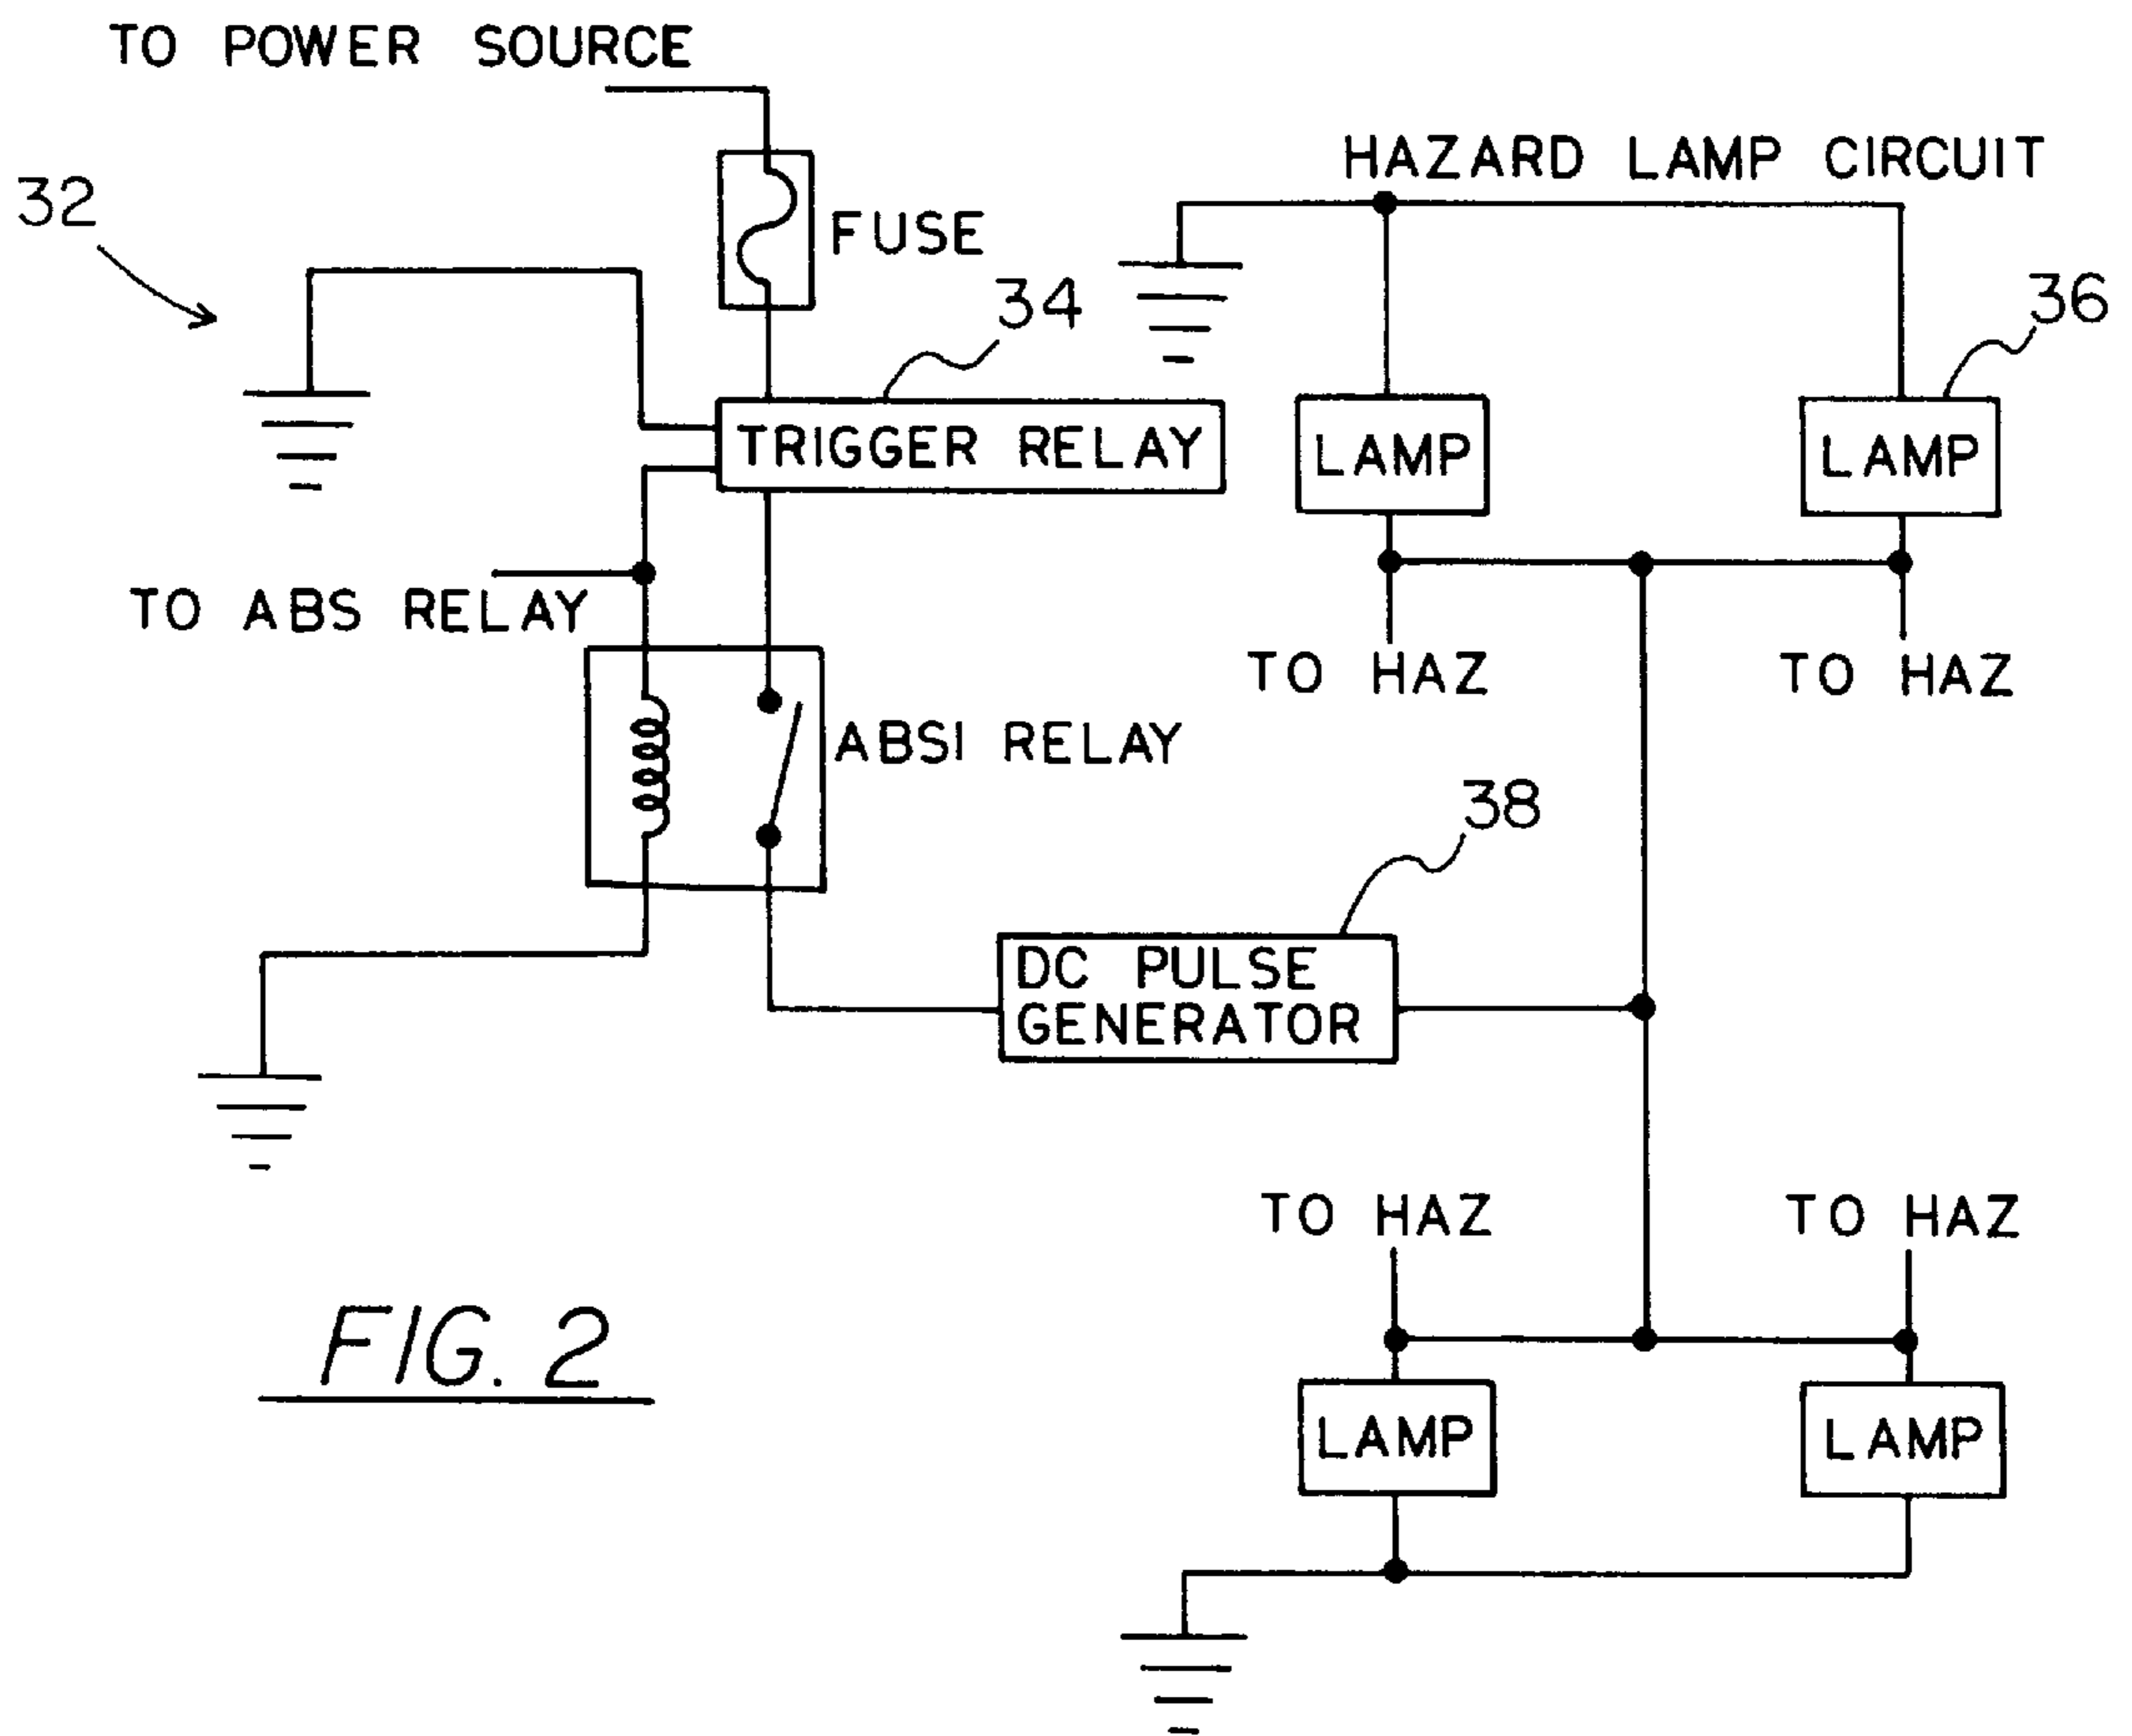 TO POWER SOURCE
HAZARD LAMP CIRCUIT
32
FUSE
34
36
TRIGGER RELAY
LAMP
LAMP
TO ABS RELAY
TO HAZ
TO HAZ
ABSI RELAY
38
DC PULSE
GENERATOR
TO HAZ
TO HAZ
FIG. 2
LAMP
LAMP